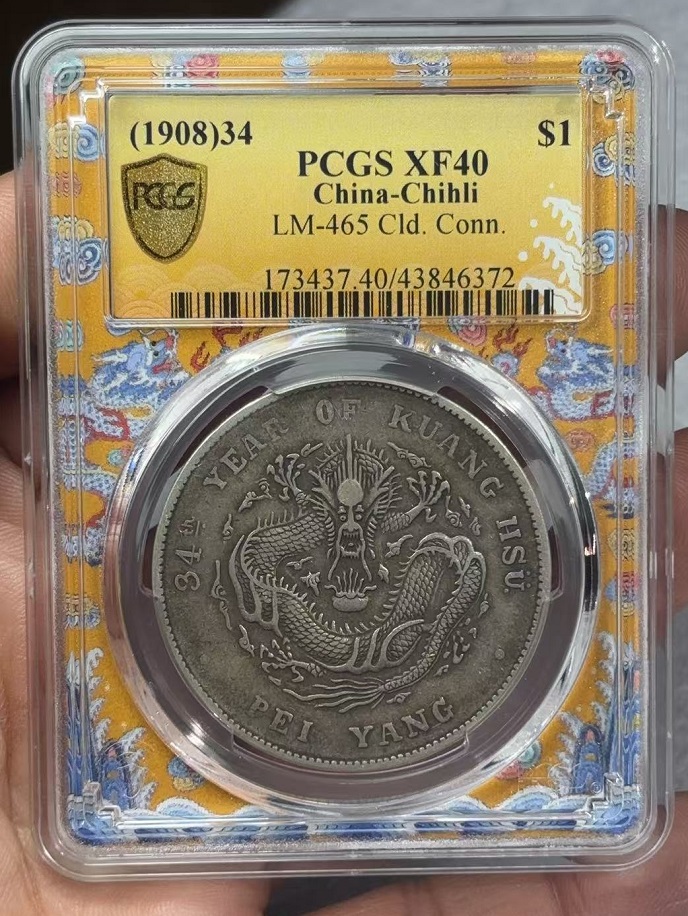 (1908)34 $1
PCGS XF40
China-Chihli
PCGS
LM-465 Cld. Conn.
173437.40/43846372
34th YEAR OF KUANG HSÜ.
PEI YANG